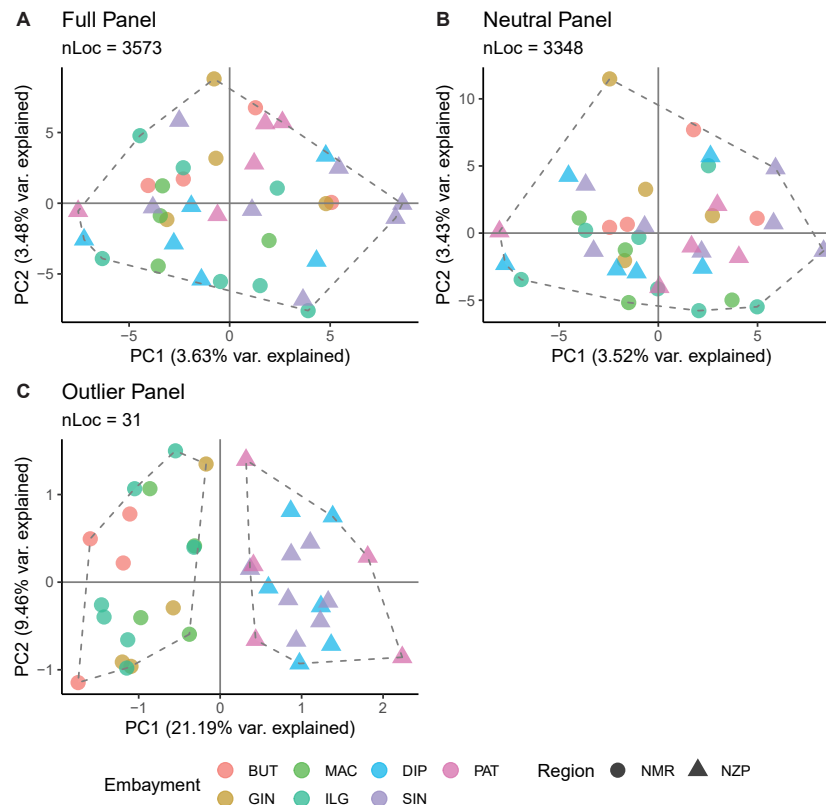 A Full Panel
nLoc = 3573
5
0
−5
−5 0 5
PC1 (3.63% var. explained)
PC2 (3.48% var. explained)
B Neutral Panel
nLoc = 3348
10
5
0
−5
−5 0 5
PC1 (3.52% var. explained)
PC2 (3.43% var. explained)
C Outlier Panel
nLoc = 31
1
0
−1
−1 0 1 2
PC1 (21.19% var. explained)
PC2 (9.46% var. explained)
Embayment
BUT MAC DIP PAT
GIN ILG SIN
Region NMR NZP